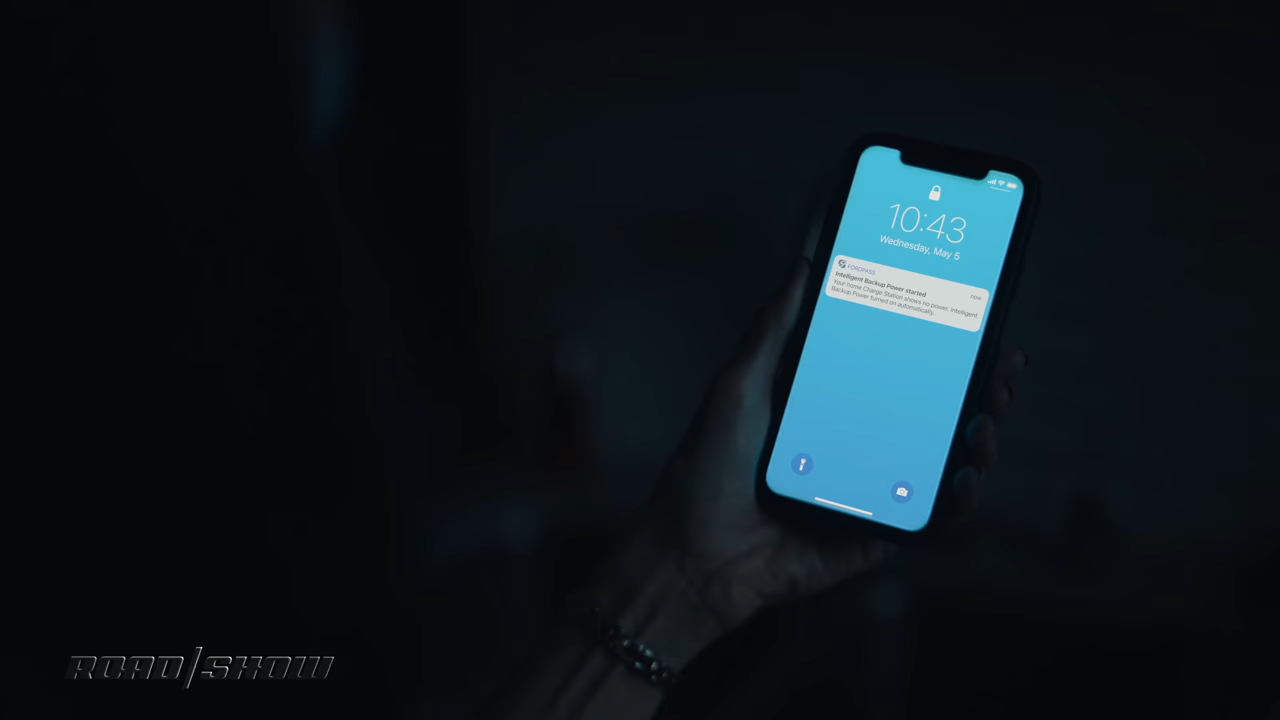 10:43
Wednesday, May 5
FORDPASS
now
Intelligent Backup Power started
Your home Charge Station shows no power. Intelligent
Backup Power turned on automatically.
ROAD/SHOW